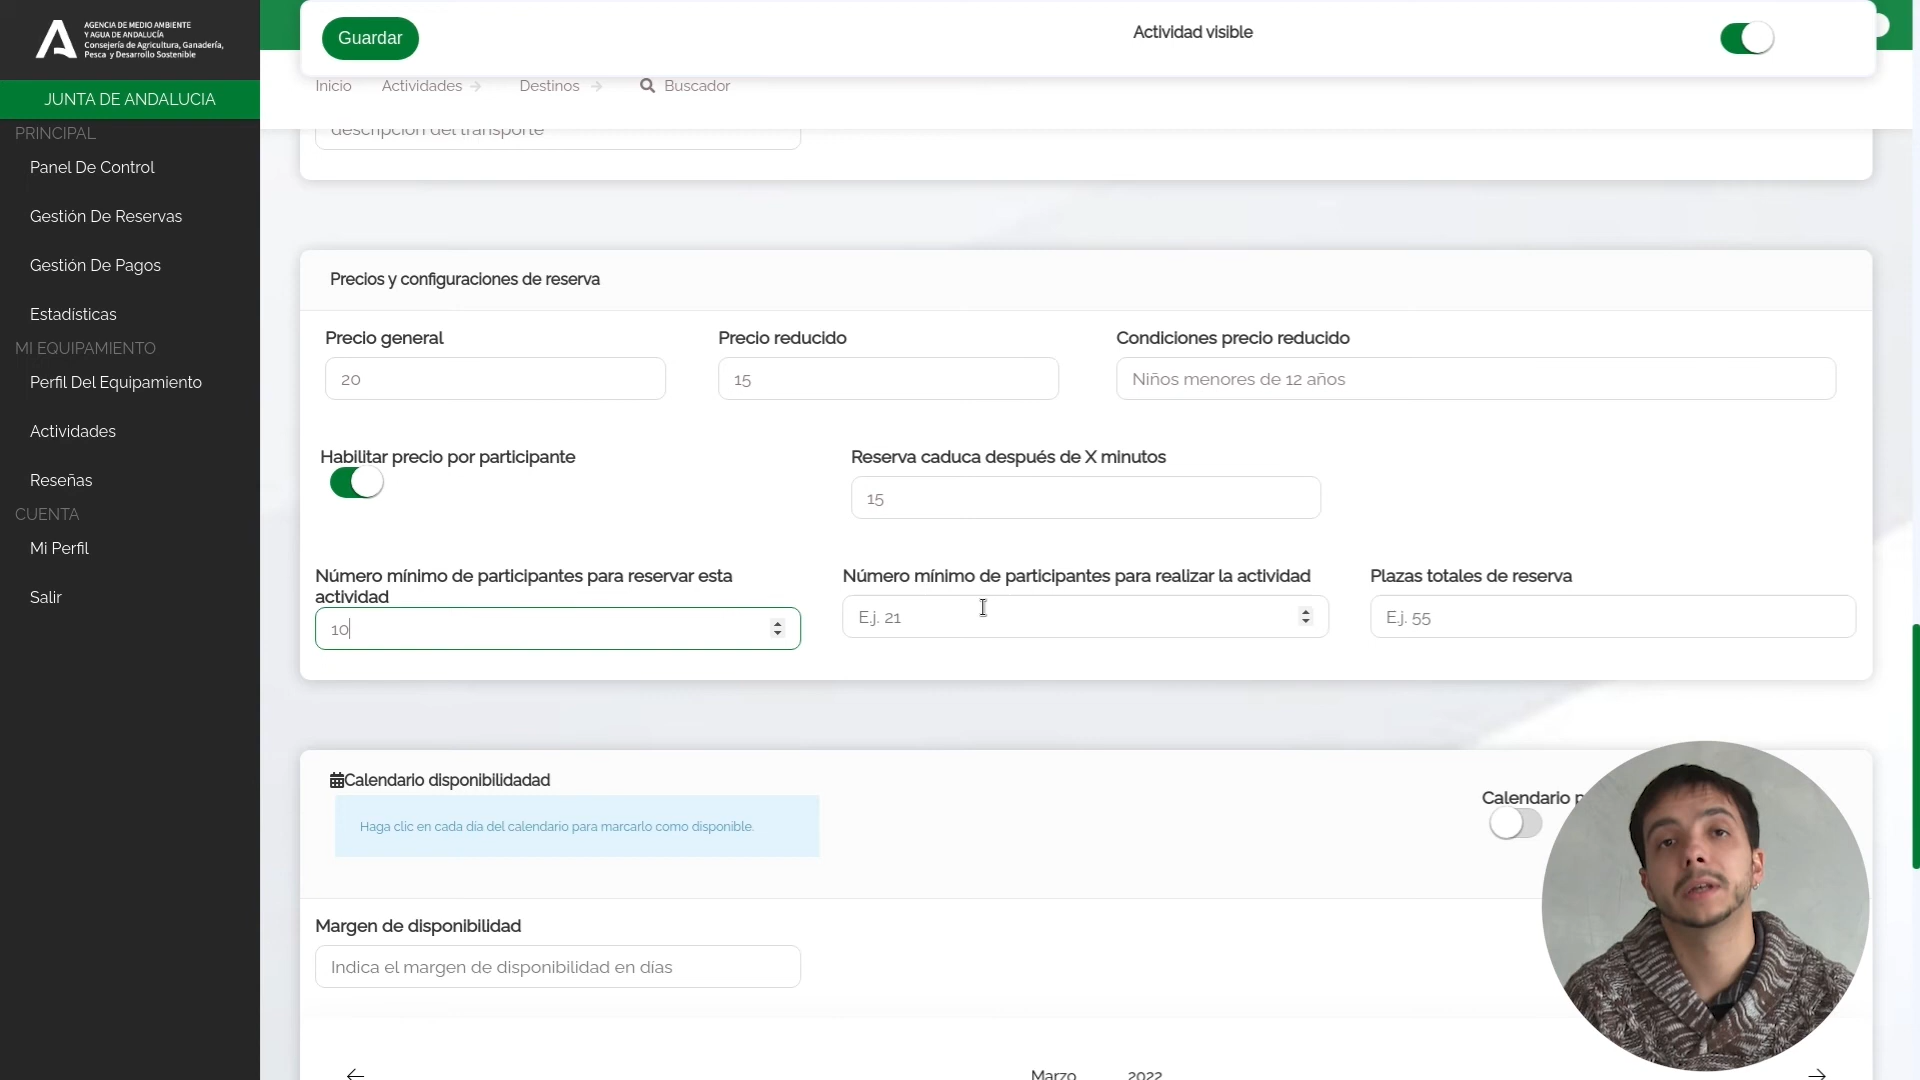 AGENCIA DE MEDIO AMBIENTE
Y AGUA DE ANDALUCÍA
Consejería de Agricultura, Ganadería,
Pesca y Desarrollo Sostenible
JUNTA DE ANDALUCIA
PRINCIPAL
Panel De Control
Gestión De Reservas
Gestión De Pagos
Estadísticas
MI EQUIPAMIENTO
Perfil Del Equipamiento
Actividades
Reseñas
CUENTA
Mi Perfil
Salir
Guardar
Actividad visible
Inicio Actividades Destinos Buscador
descripción del transporte
Precios y configuraciones de reserva
Precio general Precio reducido Condiciones precio reducido
20 15 Niños menores de 12 años
Habilitar precio por participante Reserva caduca después de X minutos
15
Número mínimo de participantes para reservar esta
actividad
10
Número mínimo de participantes para realizar la actividad
E.j. 21
Plazas totales de reserva
E.j. 55
Calendario disponibilidadad
Haga clic en cada día del calendario para marcarlo como disponible.
Calendario
Margen de disponibilidad
Indica el margen de disponibilidad en días
Marzo 2022